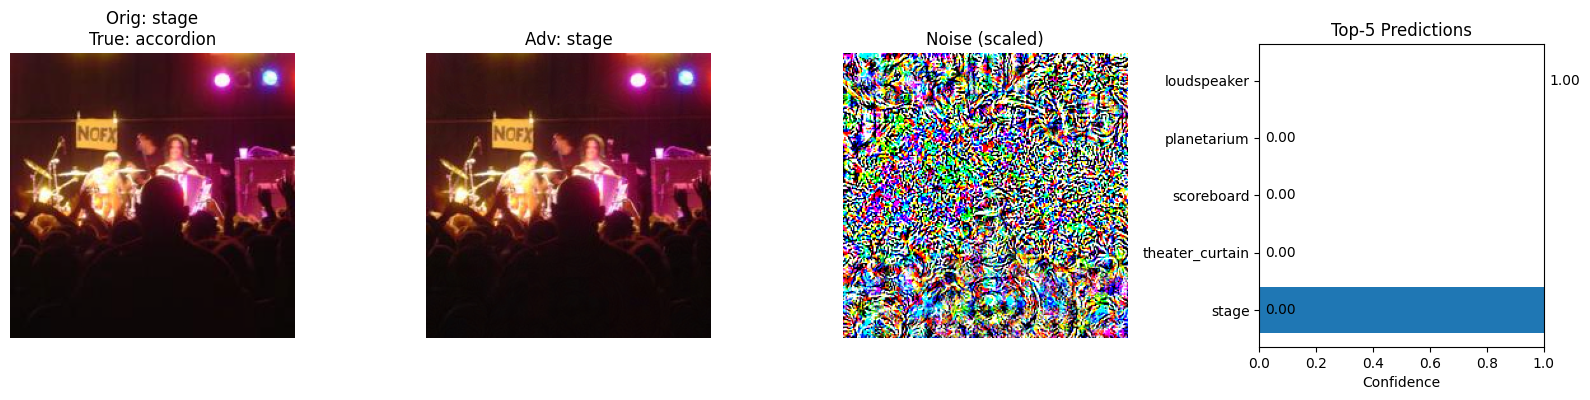 Orig: stage
True: accordion
NOFX
Adv: stage
NOFX
Noise (scaled)
Top-5 Predictions
loudspeaker
1.00
planetarium
0.00
scoreboard
0.00
theater_curtain
0.00
stage
0.00
0.0 0.2 0.4 0.6 0.8 1.0
Confidence